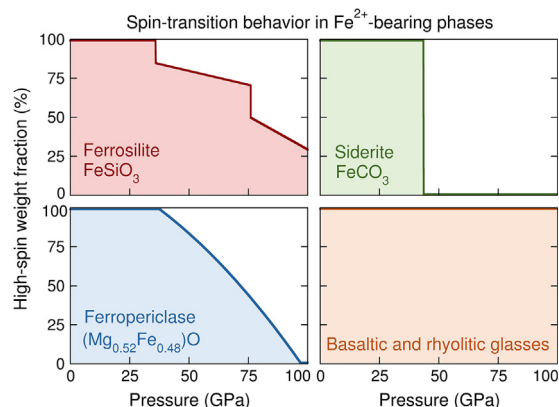 Spin-transition behavior in Fe²⁺-bearing phases
High-spin weight fraction (%)
100
75
50
25
0
Ferrosilite
FeSiO₃
Siderite
FeCO₃
100
75
50
25
0
Ferropericlase
(Mg₀.₅₂Fe₀.₄₈)O
Basaltic and rhyolitic glasses
0 25 50 75 100
0 25 50 75 100
Pressure (GPa)
Pressure (GPa)